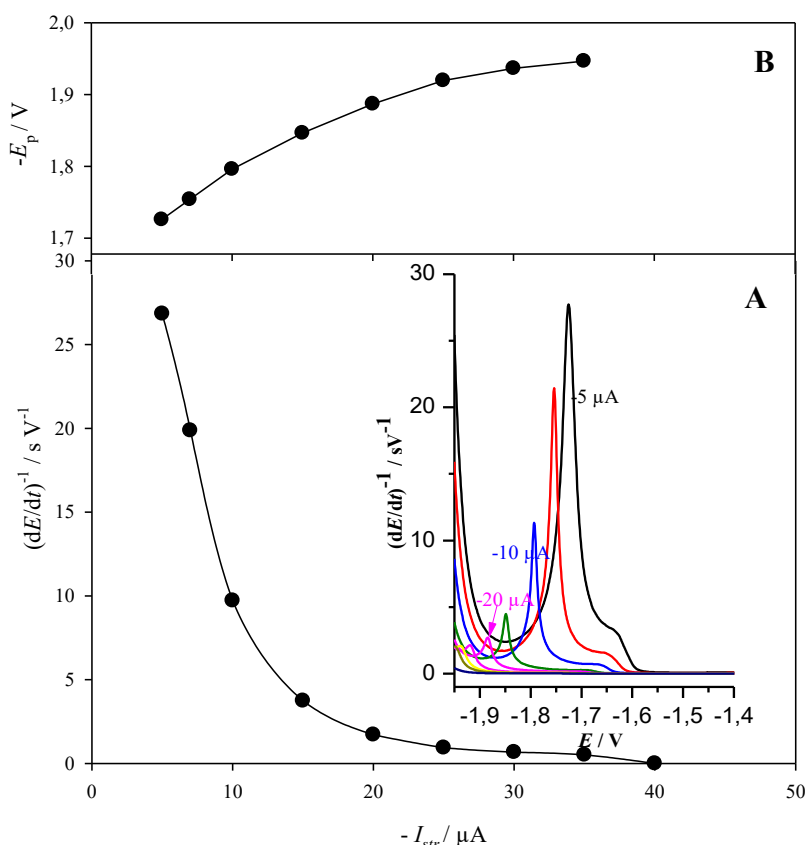 2,0
1,9
1,8
1,7
-E_p / V
B
30
25
20
15
10
5
0
(dE/dt)^-1 / s V^-1
A
30
20
10
0
(dE/dt)^-1 / sV^-1
-5 µA
-10 µA
-20 µA
-1,9 -1,8 -1,7 -1,6 -1,5 -1,4
E / V
0 10 20 30 40 50
- I_str / µA